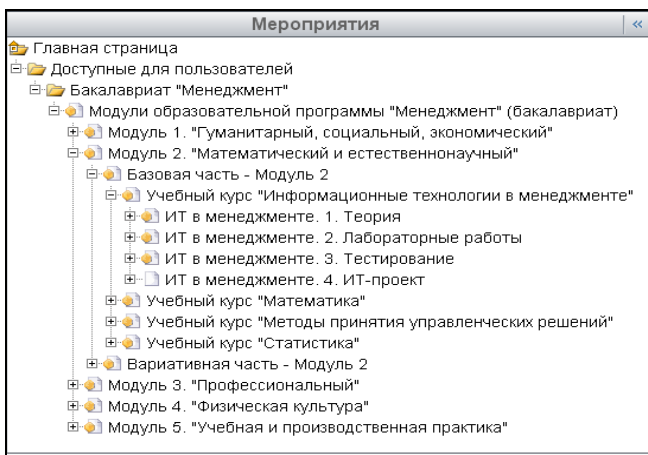 Мероприятия «
Главная страница
Доступные для пользователей
Бакалавриат "Менеджмент"
Модули образовательной программы "Менеджмент" (бакалавриат)
Модуль 1. "Гуманитарный, социальный, экономический"
Модуль 2. "Математический и естественнонаучный"
Базовая часть - Модуль 2
Учебный курс "Информационные технологии в менеджменте"
ИТ в менеджменте. 1. Теория
ИТ в менеджменте. 2. Лабораторные работы
ИТ в менеджменте. 3. Тестирование
ИТ в менеджменте. 4. ИТ-проект
Учебный курс "Математика"
Учебный курс "Методы принятия управленческих решений"
Учебный курс "Статистика"
Вариативная часть - Модуль 2
Модуль 3. "Профессиональный"
Модуль 4. "Физическая культура"
Модуль 5. "Учебная и производственная практика"